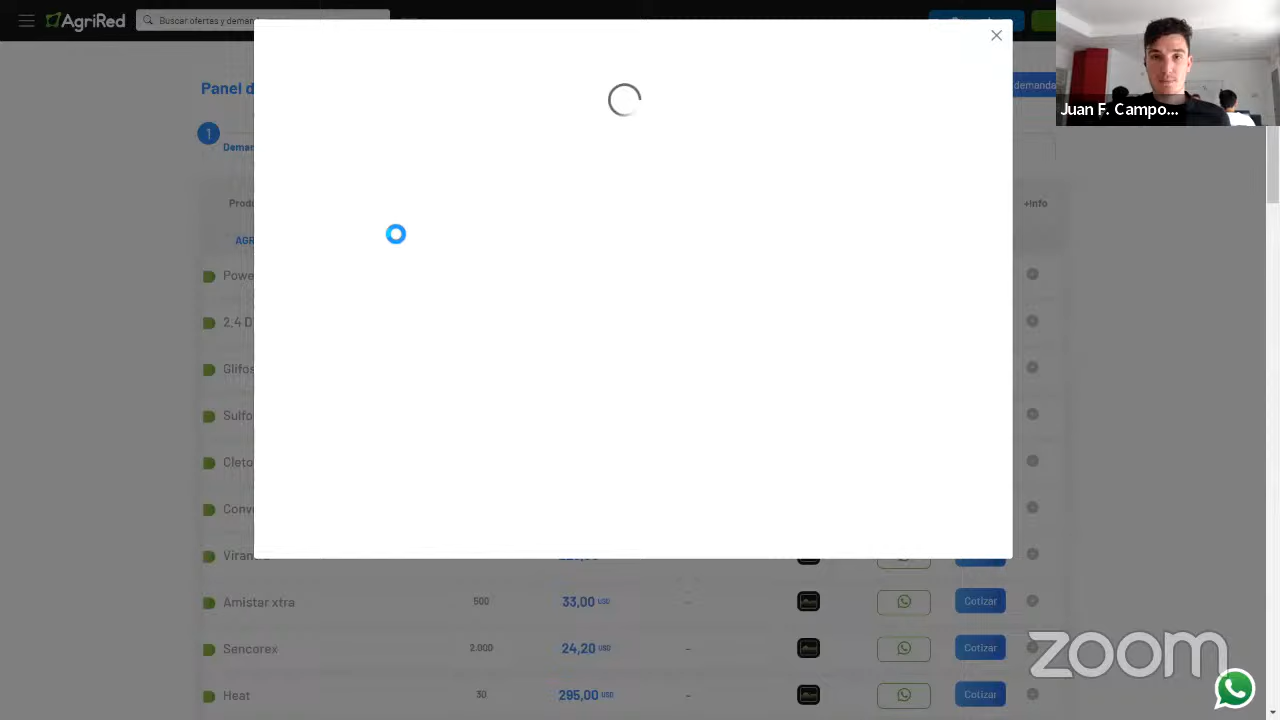 AgriRed
Buscar ofertas y demand
Juan F. Campo...
Panel d
demanda
1
Deman
Produ
+Info
AGR
Powe
2,4 D
Glifos
Sulfo
Cleto
Conv
Viran
Amistar xtra 500 33,00 USD - Cotizar
Sencorex 2.000 24,20 USD - Cotizar
Heat 30 295,00 USD - Cotizar
zoom